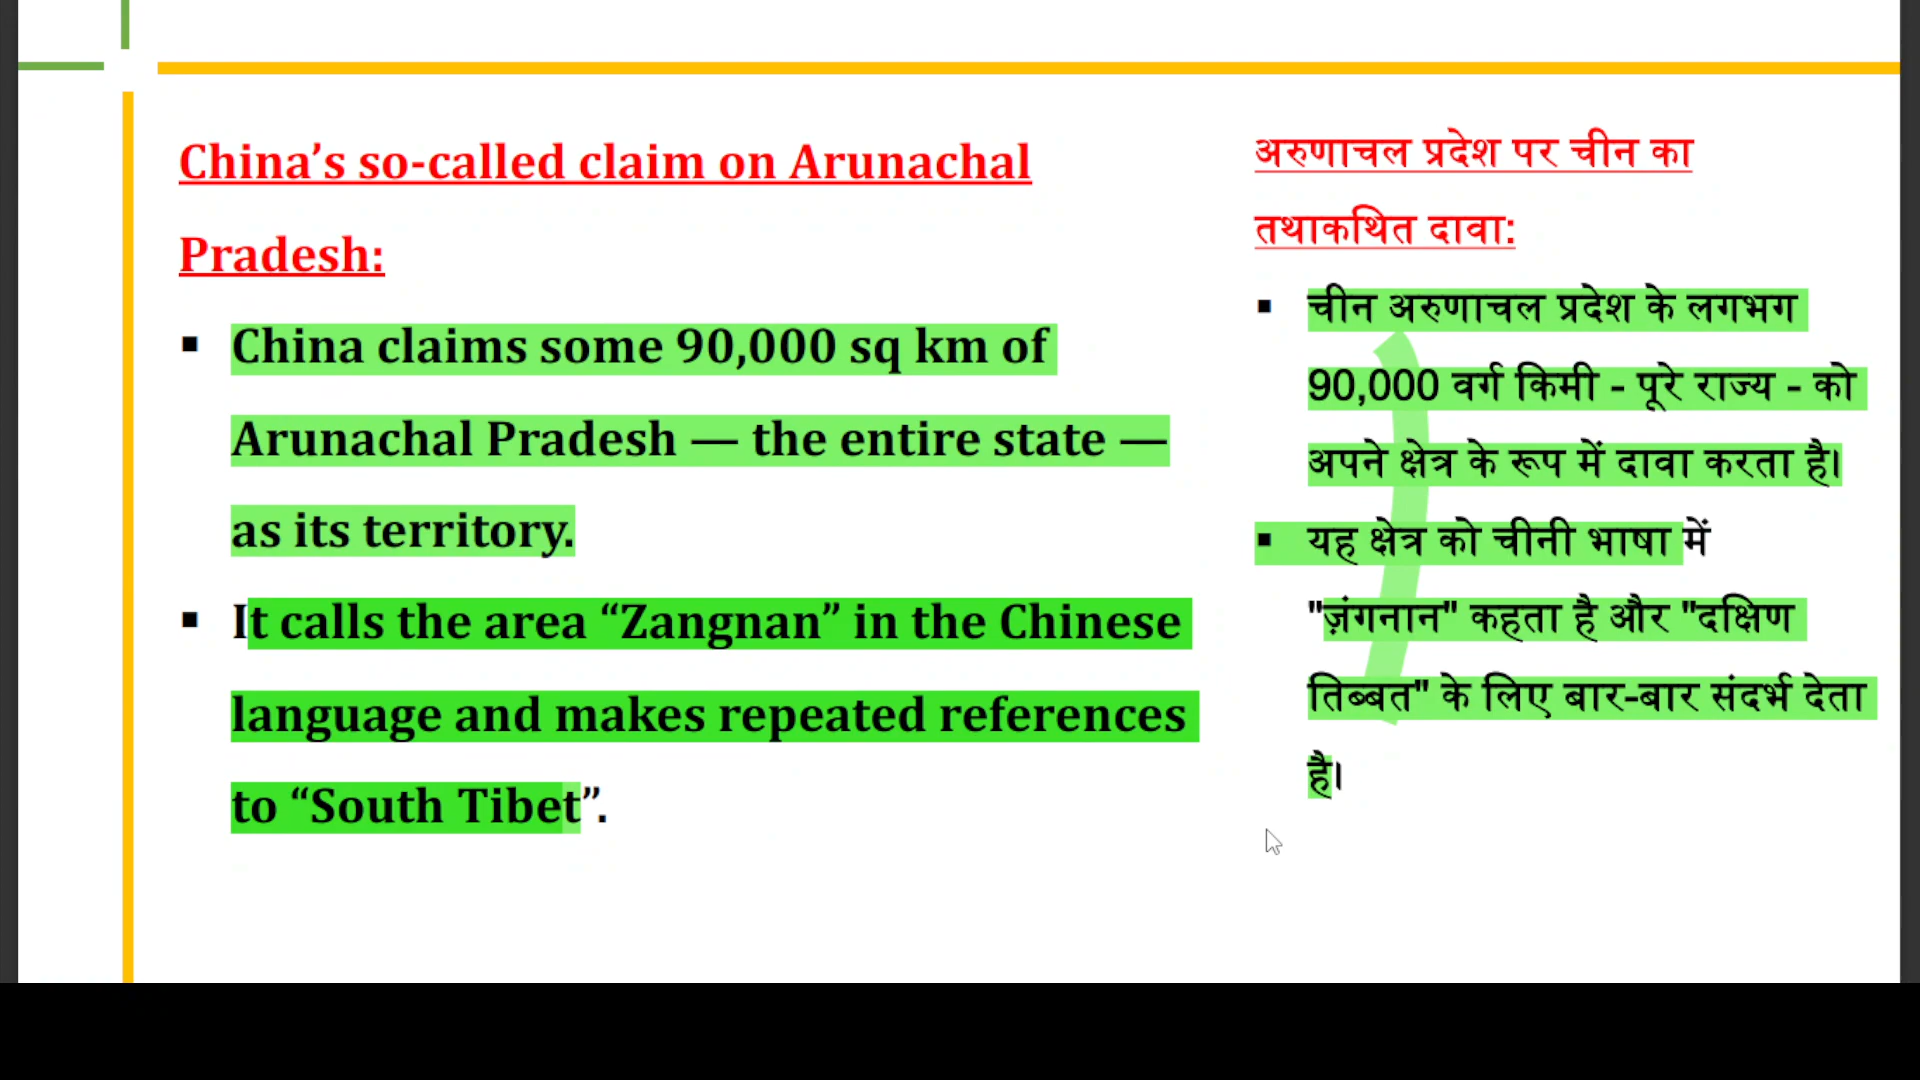 China’s so-called claim on Arunachal
Pradesh:
▪ China claims some 90,000 sq km of
Arunachal Pradesh — the entire state —
as its territory.
▪ It calls the area “Zangnan” in the Chinese
language and makes repeated references
to “South Tibet”.
अरुणाचल प्रदेश पर चीन का
तथाकथित दावा:
▪ चीन अरुणाचल प्रदेश के लगभग
90,000 वर्ग किमी - पूरे राज्य - को
अपने क्षेत्र के रूप में दावा करता है।
▪ यह क्षेत्र को चीनी भाषा में
"ज़ंगनान" कहता है और "दक्षिण
तिब्बत" के लिए बार-बार संदर्भ देता
है।